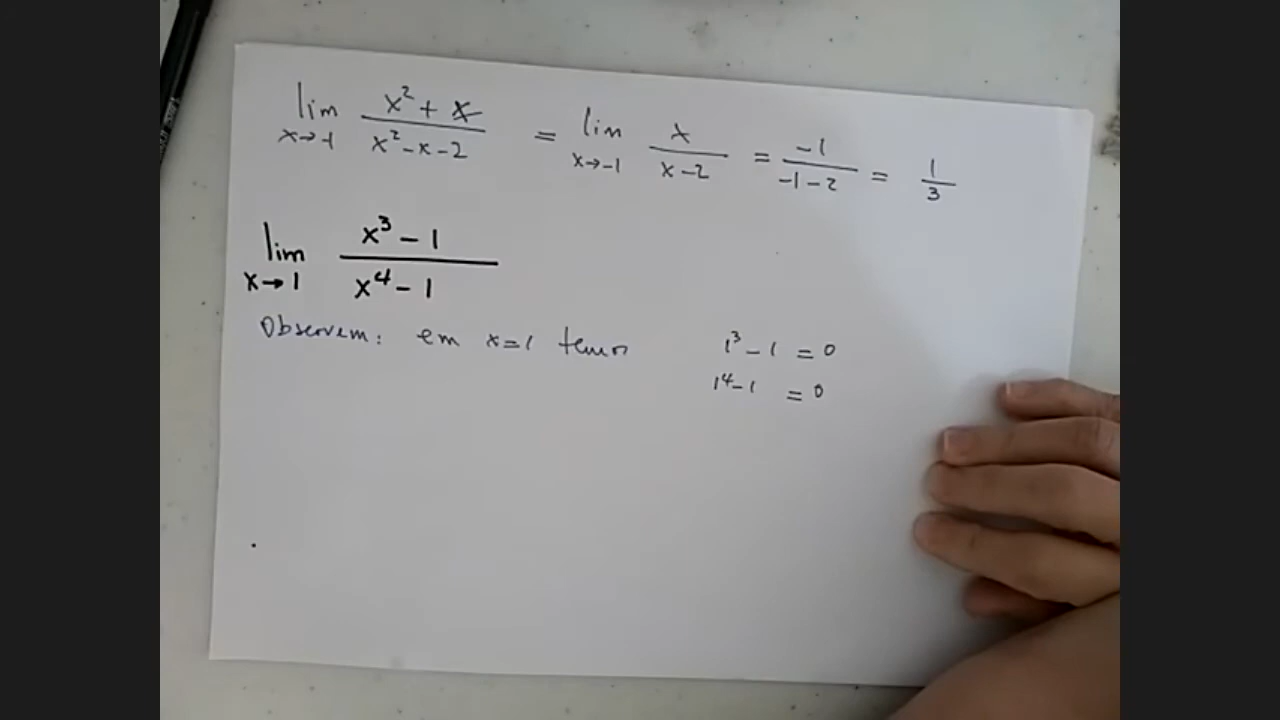 lim x→-1 x² + x / x² - x - 2 = lim x→-1 x / x - 2 = -1 / -1 - 2 = 1 / 3
lim x→1 x³ - 1 / x⁴ - 1
Observem: em x=1 temos 1³ - 1 = 0
1⁴ - 1 = 0